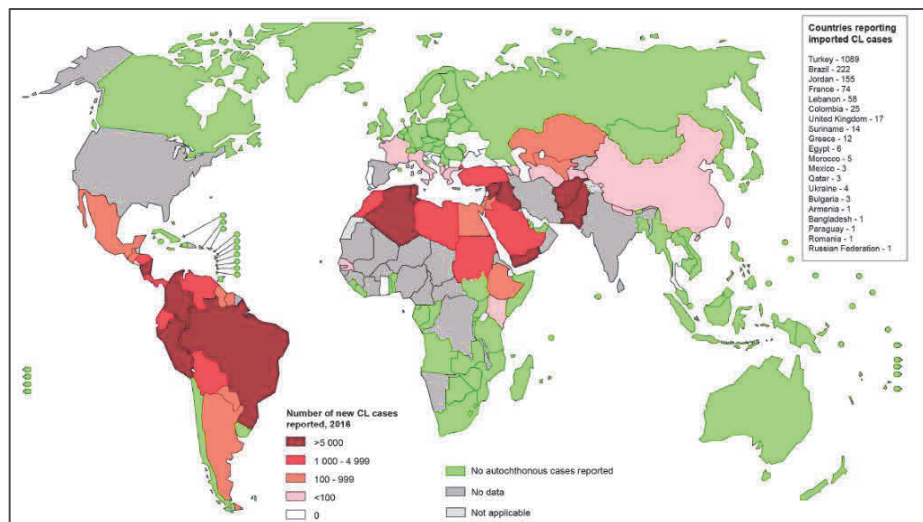 Countries reporting
imported CL cases
Turkey - 1089
Brazil - 222
Jordan - 155
France - 74
Lebanon - 58
Colombia - 25
United Kingdom - 17
Suriname - 14
Greece - 12
Egypt - 6
Morocco - 5
Mexico - 3
Qatar - 3
Ukraine - 4
Bulgaria - 3
Armenia - 1
Bangladesh - 1
Paraguay - 1
Romania - 1
Russian Federation - 1
Number of new CL cases
reported, 2016
>5 000
1 000 - 4 999
100 - 999
<100
0
No autochthonous cases reported
No data
Not applicable